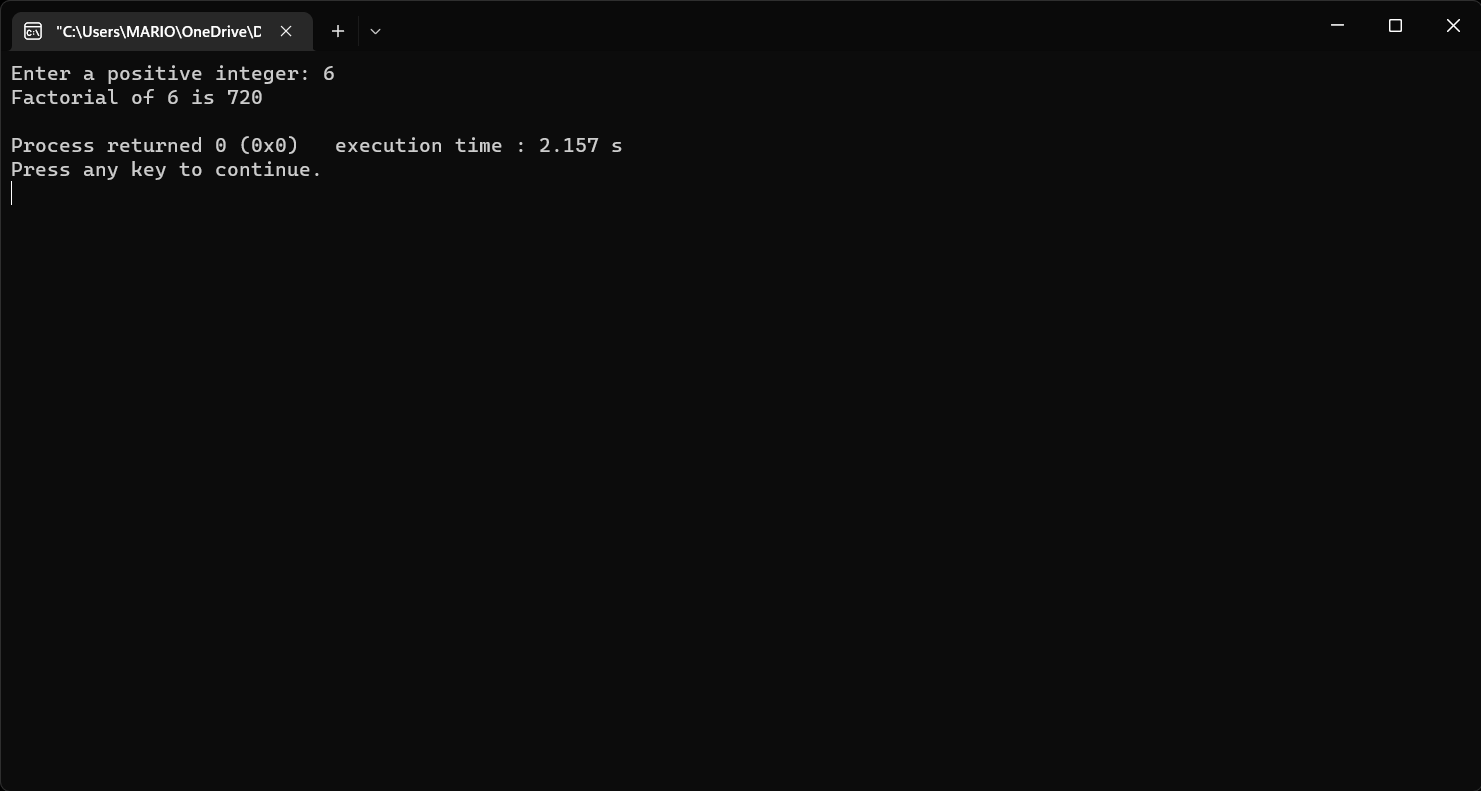 "C:\Users\MARIO\OneDrive\D
Enter a positive integer: 6
Factorial of 6 is 720
Process returned 0 (0x0)   execution time : 2.157 s
Press any key to continue.